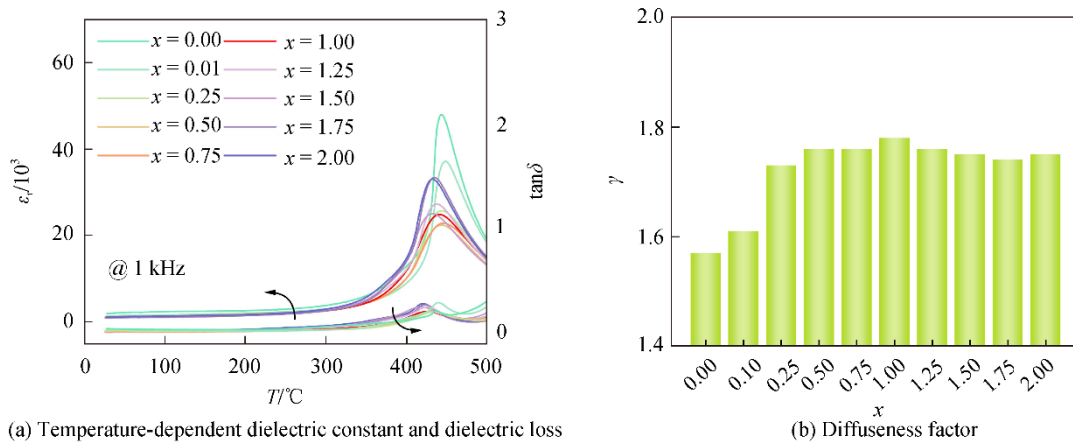 x = 0.00
x = 0.01
x = 0.25
x = 0.50
x = 0.75
x = 1.00
x = 1.25
x = 1.50
x = 1.75
x = 2.00
@ 1 kHz
60
40
20
0
εr/10³
3
2
1
0
tanδ
0 100 200 300 400 500
T/℃
(a) Temperature-dependent dielectric constant and dielectric loss
2.0
1.8
1.6
1.4
γ
0.00 0.10 0.25 0.50 0.75 1.00 1.25 1.50 1.75 2.00
x
(b) Diffuseness factor